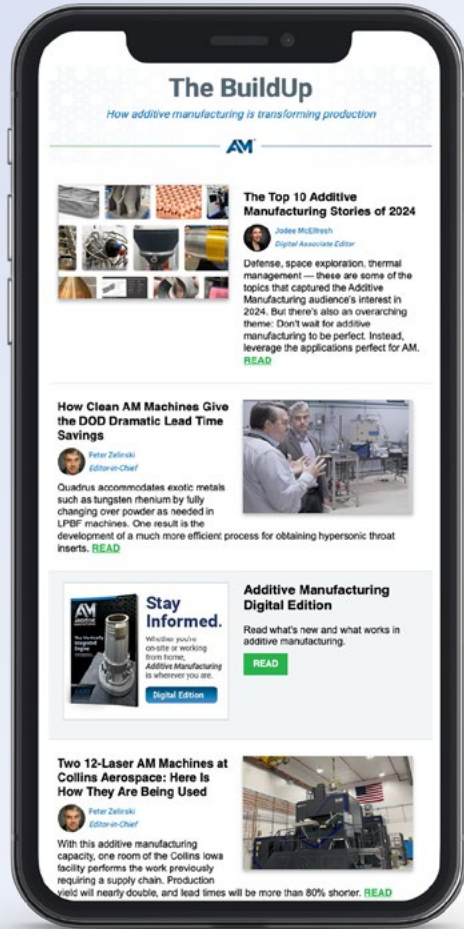 The BuildUp
How additive manufacturing is transforming production
AM
The Top 10 Additive
Manufacturing Stories of 2024
Jodee McElfresh
Digital Associate Editor
Defense, space exploration, thermal
management — these are some of the
topics that captured the Additive
Manufacturing audience's interest in
2024. But there's also an overarching
theme: Don't wait for additive
manufacturing to be perfect. Instead,
leverage the applications perfect for AM.
READ
How Clean AM Machines Give
the DOD Dramatic Lead Time
Savings
Peter Zelinski
Editor-in-Chief
Quadrus accommodates exotic metals
such as tungsten rhenium by fully
changing over powder as needed in
LPBF machines. One result is the
development of a much more efficient process for obtaining hypersonic throat
inserts. READ
AM
ADDITIVE
MANUFACTURING
The Vertically
Integrated
Engine
Stay
Informed.
Whether you're
on-site or working
from home,
Additive Manufacturing
is wherever you are.
Digital Edition
Additive Manufacturing
Digital Edition
Read what's new and what works in
additive manufacturing.
READ
Two 12-Laser AM Machines at
Collins Aerospace: Here Is
How They Are Being Used
Peter Zelinski
Editor-in-Chief
With this additive manufacturing
capacity, one room of the Collins Iowa
facility performs the work previously
requiring a supply chain. Production
yield will nearly double, and lead times will be more than 80% shorter. READ